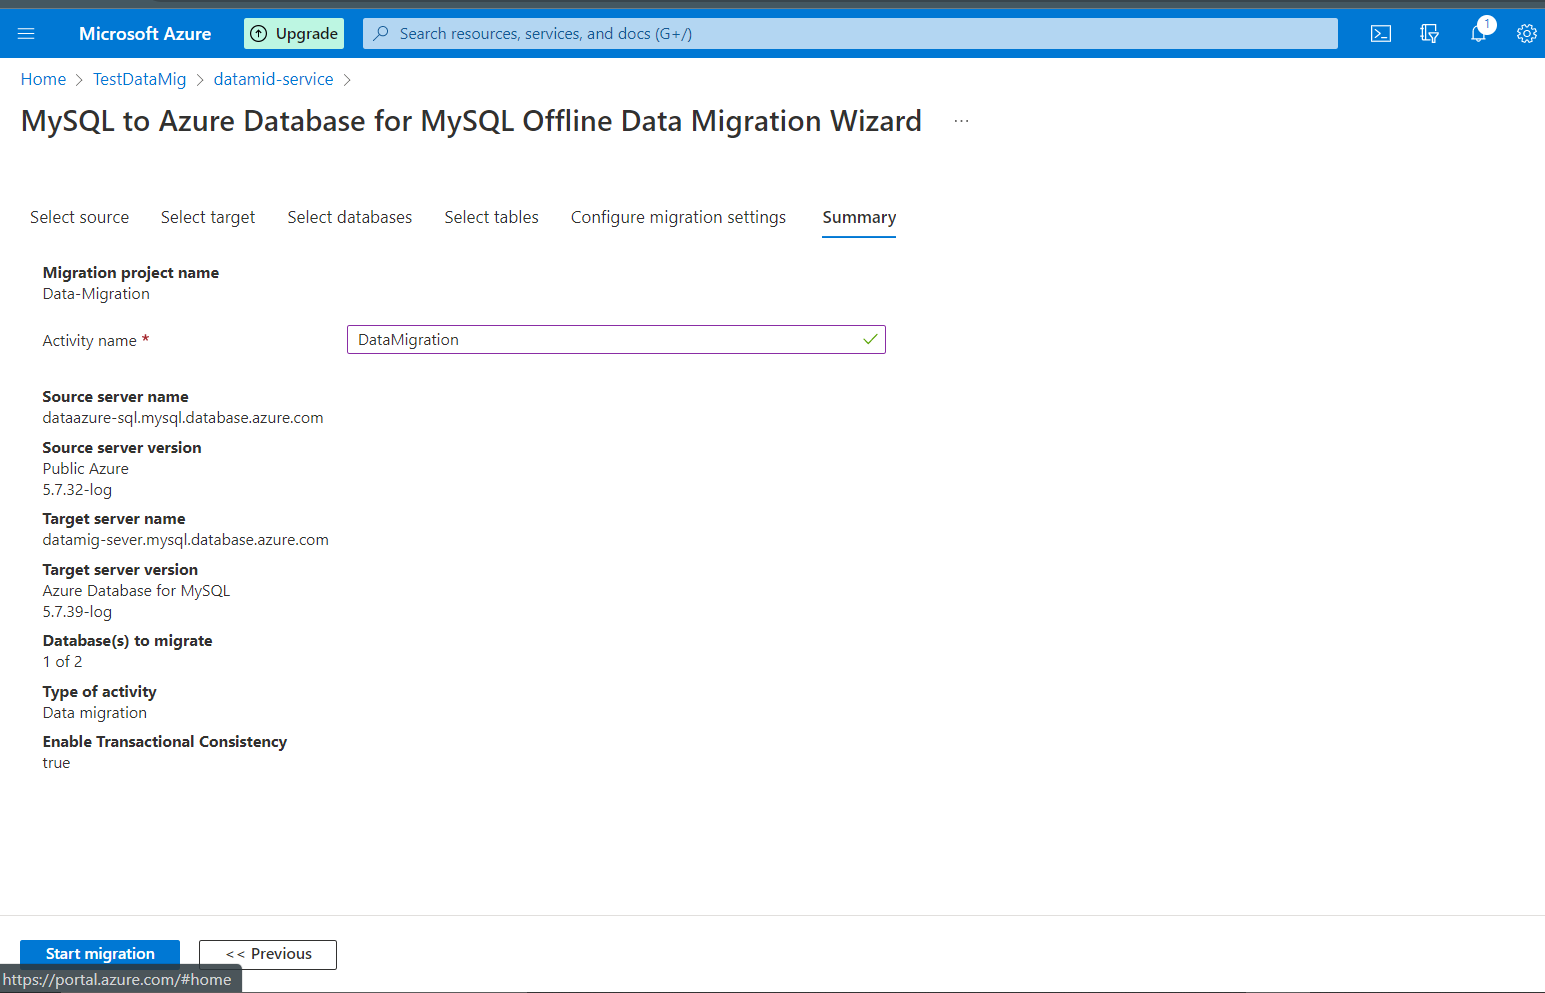 Microsoft Azure
Upgrade
Search resources, services, and docs (G+/)
1
Home > TestDataMig > datamid-service >
MySQL to Azure Database for MySQL Offline Data Migration Wizard ...
Select source Select target Select databases Select tables Configure migration settings Summary
Migration project name
Data-Migration
Activity name * DataMigration
Source server name
dataazure-sql.mysql.database.azure.com
Source server version
Public Azure
5.7.32-log
Target server name
datamig-sever.mysql.database.azure.com
Target server version
Azure Database for MySQL
5.7.39-log
Database(s) to migrate
1 of 2
Type of activity
Data migration
Enable Transactional Consistency
true
Start migration << Previous
https://portal.azure.com/#home